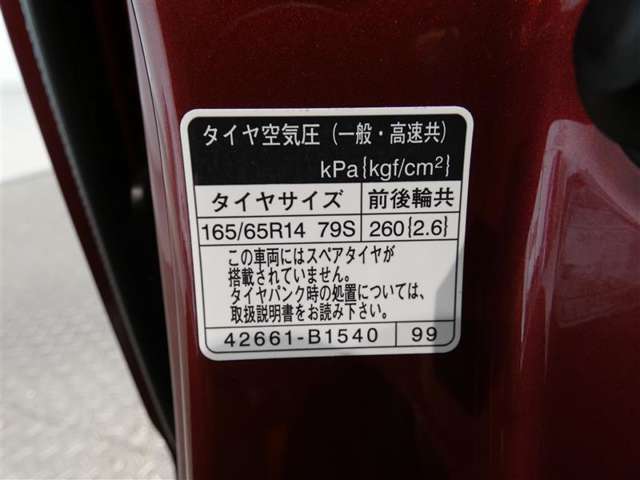 タイヤ空気圧（一般・高速共）
kPa{kgf/cm²}
タイヤサイズ 前後輪共
165/65R14 79S 260{2.6}
この車両にはスペアタイヤが
搭載されていません。
タイヤパンク時の処置については、
取扱説明書をお読み下さい。
42661-B1540 99